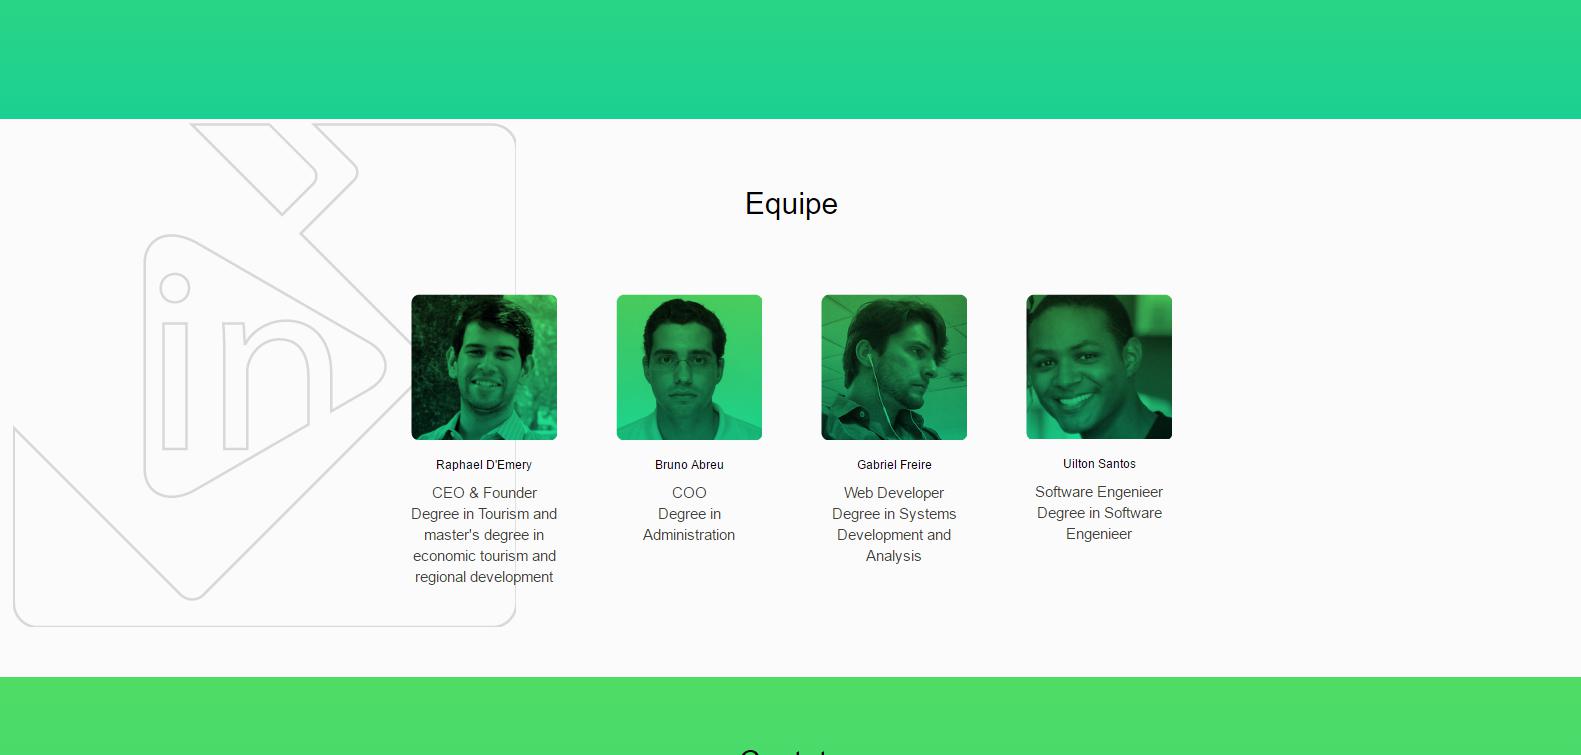 Equipe
in
Raphael D'Emery
CEO & Founder
Degree in Tourism and
master's degree in
economic tourism and
regional development
Bruno Abreu
COO
Degree in
Administration
Gabriel Freire
Web Developer
Degree in Systems
Development and
Analysis
Uilton Santos
Software Engenieer
Degree in Software
Engenieer